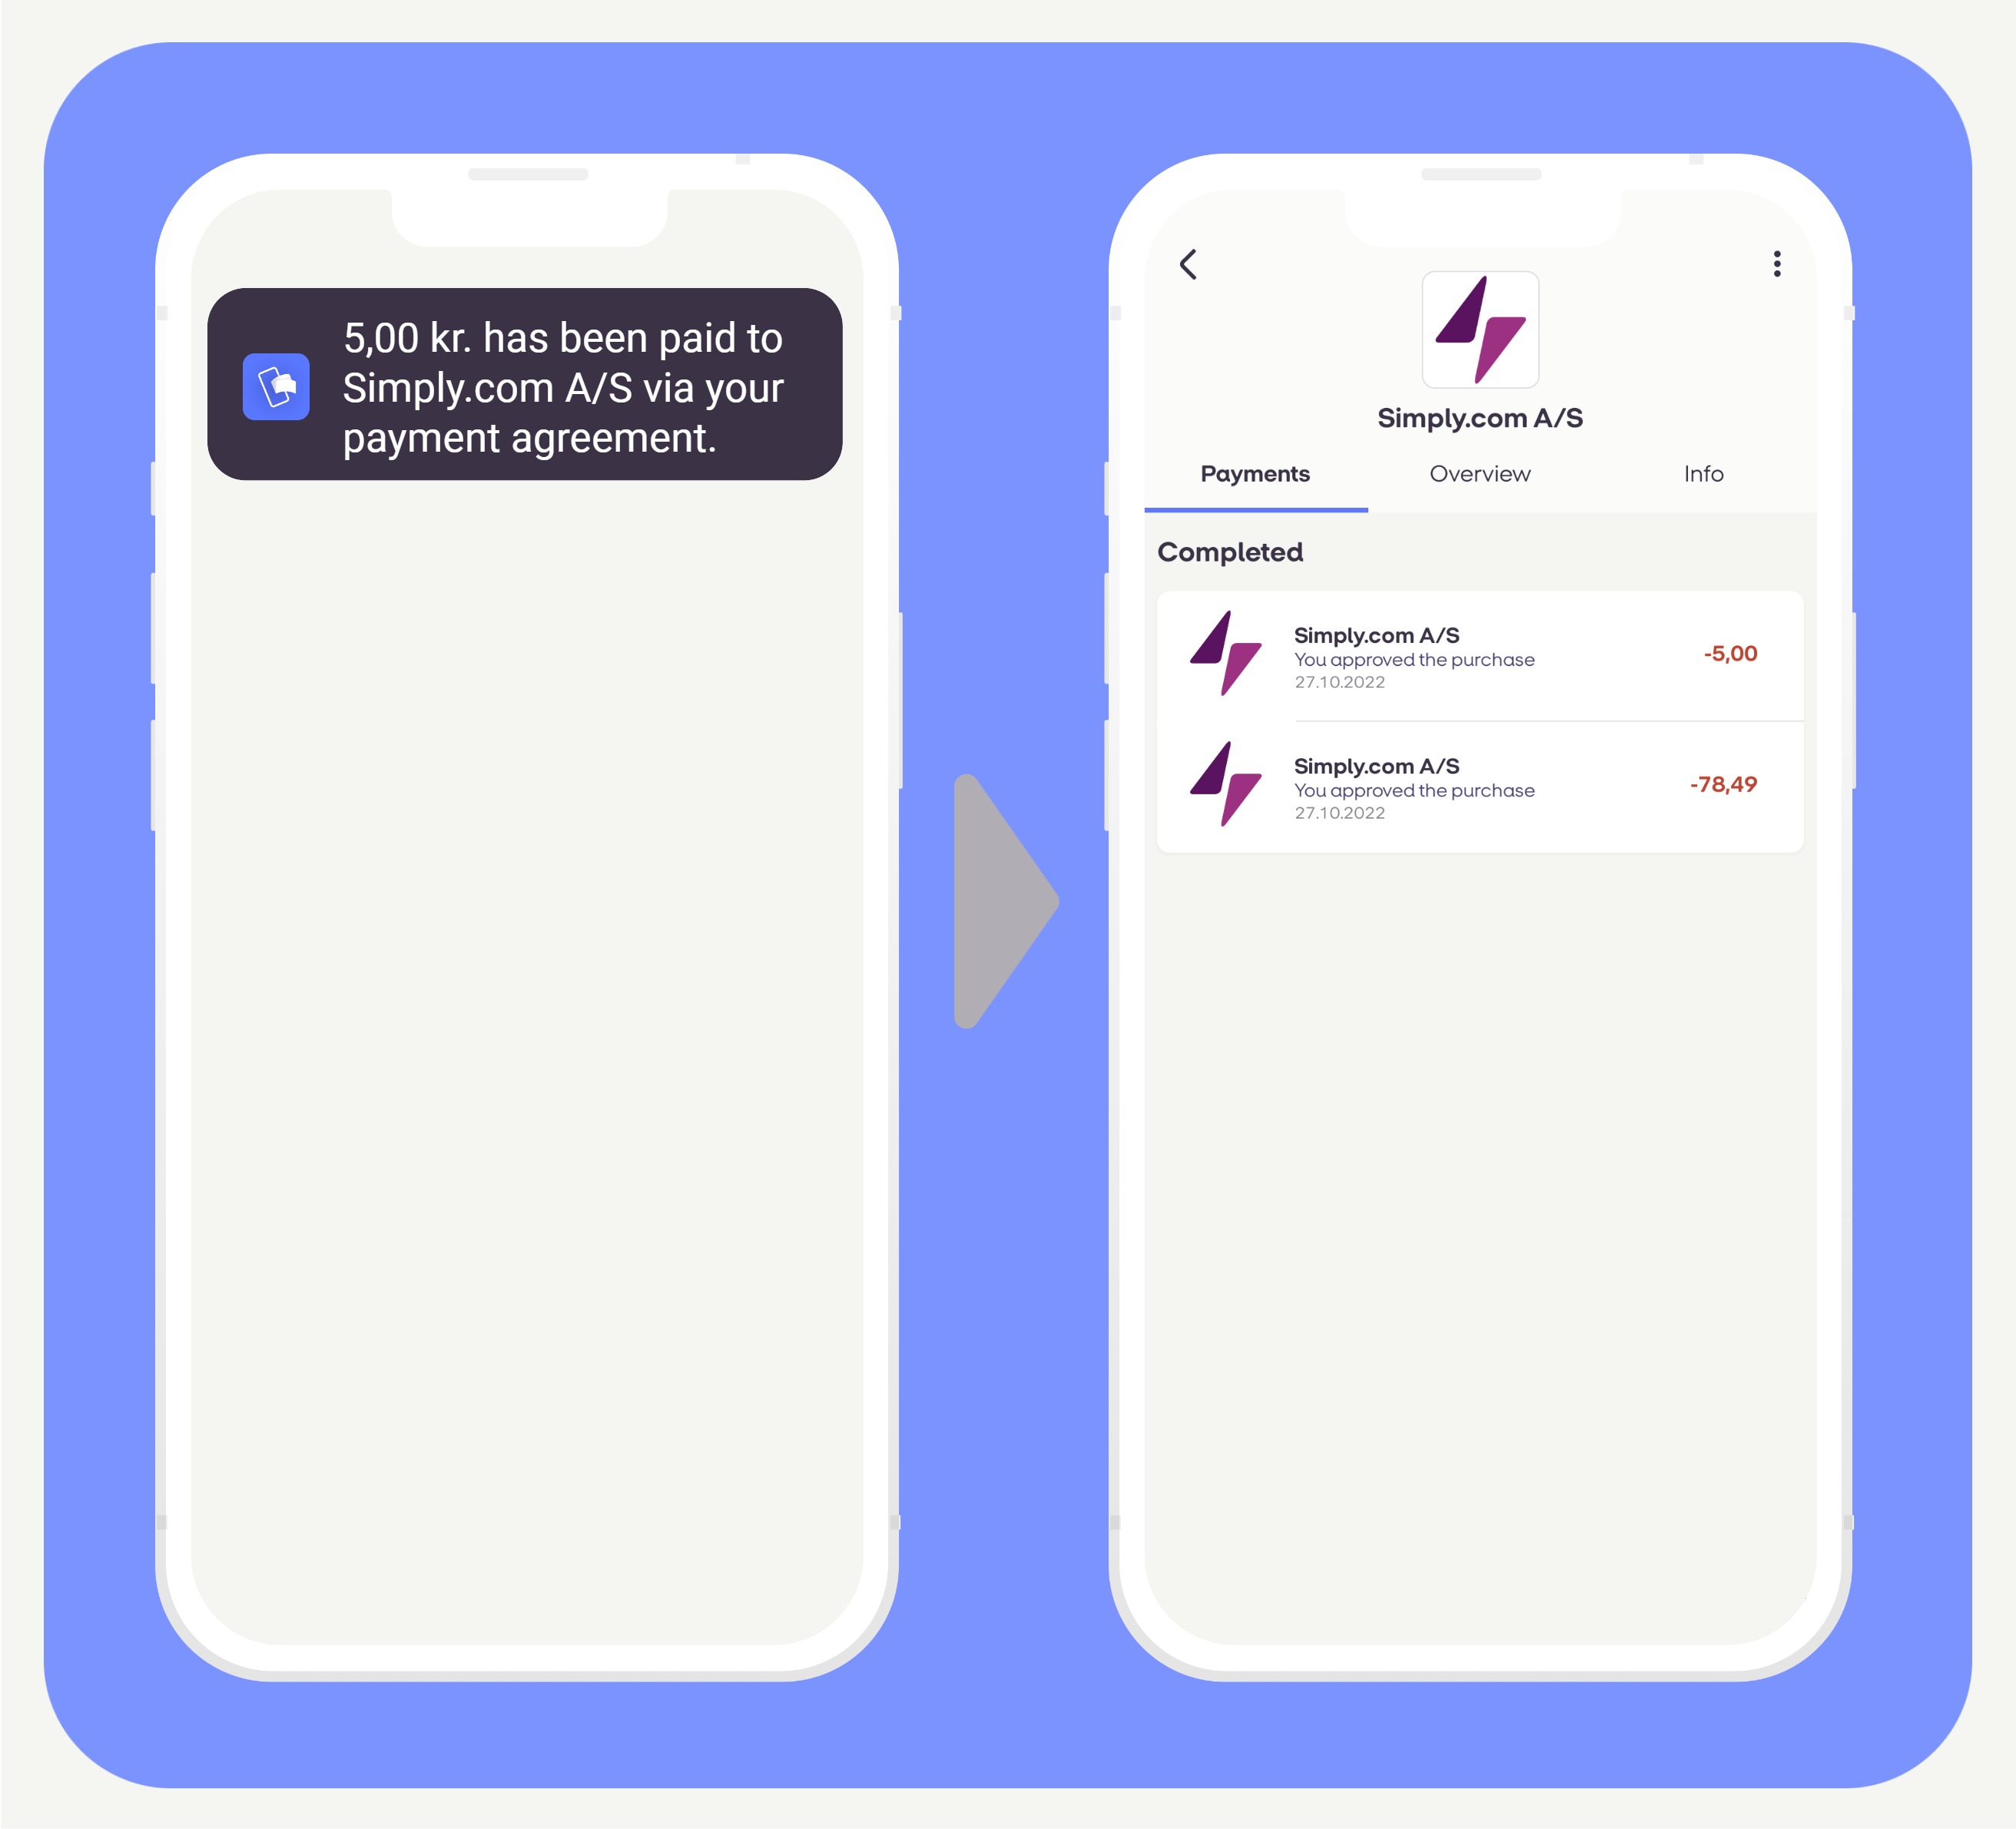 5,00 kr. has been paid to
Simply.com A/S via your
payment agreement.
Simply.com A/S
Payments Overview Info
Completed
Simply.com A/S
You approved the purchase
27.10.2022
-5,00
Simply.com A/S
You approved the purchase
27.10.2022
-78,49